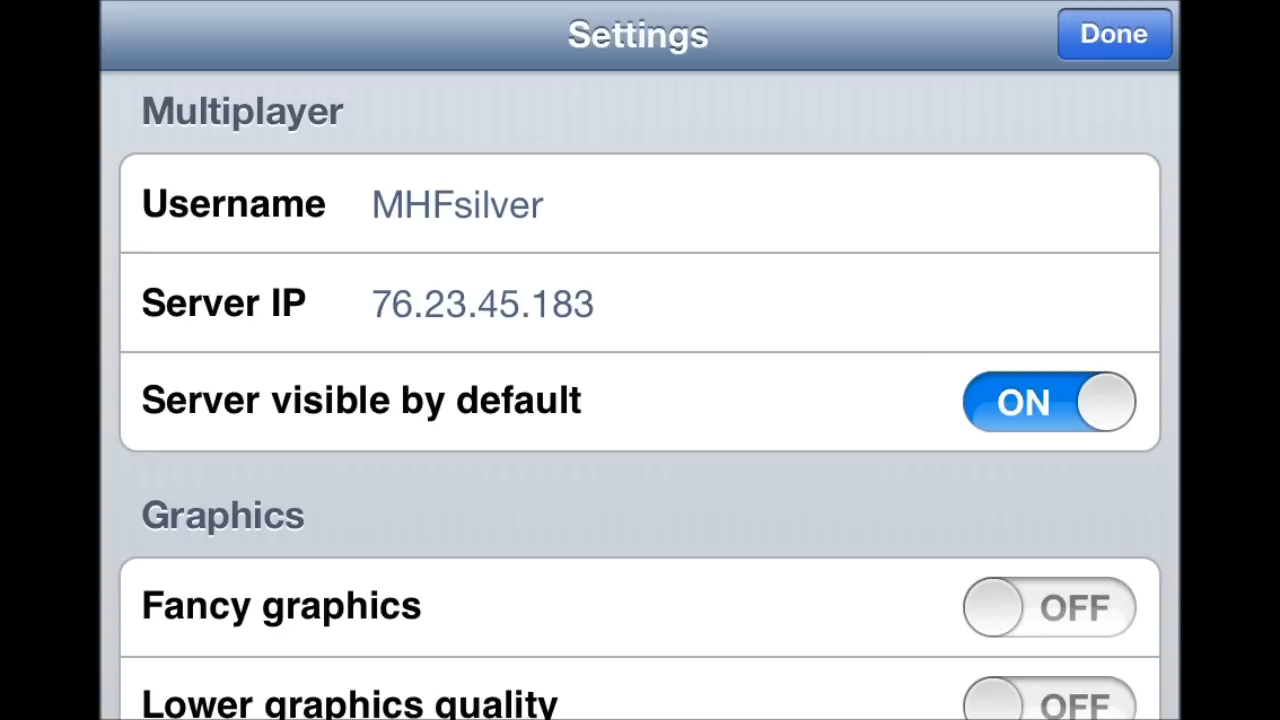 Settings
Done
Multiplayer
Username MHFsilver
Server IP 76.23.45.183
Server visible by default ON
Graphics
Fancy graphics OFF
Lower graphics quality OFF